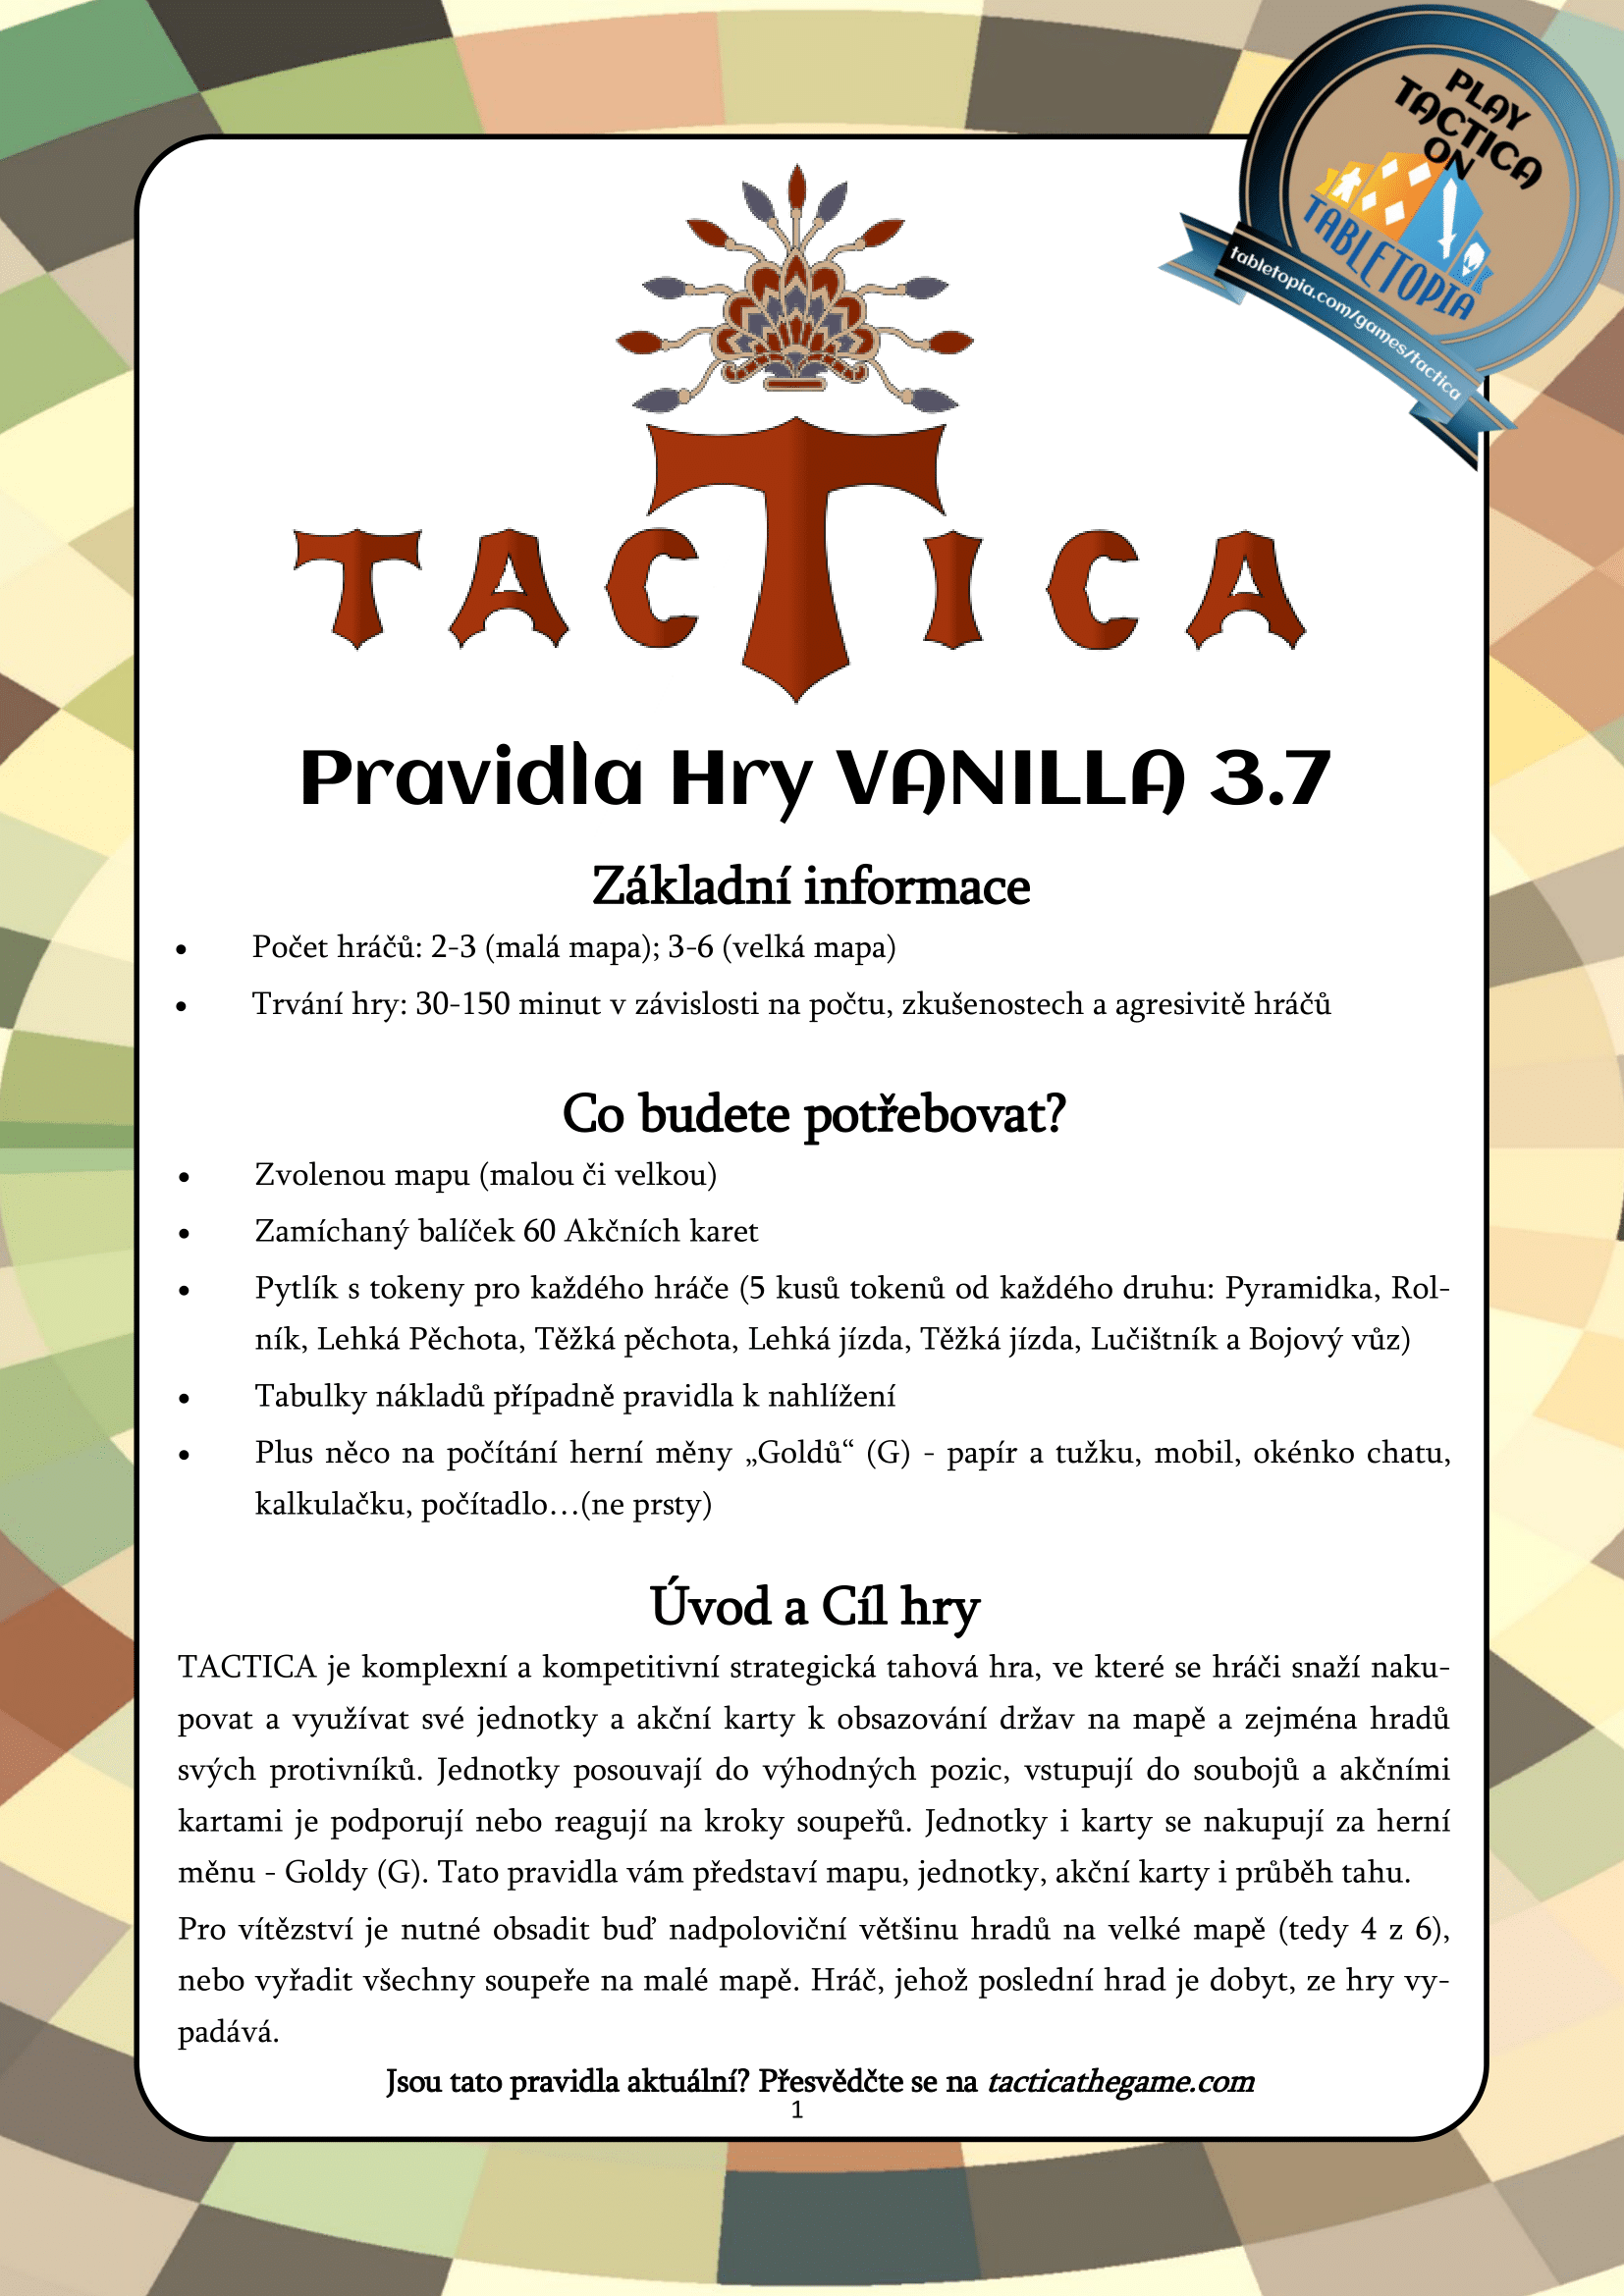 PLAY
TACTICA
ON
TABLETOPIA
tabletopia.com/games/tactica
TACTICA
Pravidla Hry VANILLA 3.7
Základní informace
• Počet hráčů: 2-3 (malá mapa); 3-6 (velká mapa)
• Trvání hry: 30-150 minut v závislosti na počtu, zkušenostech a agresivitě hráčů
Co budete potřebovat?
• Zvolenou mapu (malou či velkou)
• Zamíchaný balíček 60 Akčních karet
• Pytlík s tokeny pro každého hráče (5 kusů tokenů od každého druhu: Pyramidka, Rol-
ník, Lehká Pěchota, Těžká pěchota, Lehká jízda, Těžká jízda, Lučištník a Bojový vůz)
• Tabulky nákladů případně pravidla k nahlížení
• Plus něco na počítání herní měny „Goldů“ (G) - papír a tužku, mobil, okénko chatu,
kalkulačku, počítadlo…(ne prsty)
Úvod a Cíl hry
TACTICA je komplexní a kompetitivní strategická tahová hra, ve které se hráči snaží naku-
povat a využívat své jednotky a akční karty k obsazování držav na mapě a zejména hradů
svých protivníků. Jednotky posouvají do výhodných pozic, vstupují do soubojů a akčními
kartami je podporují nebo reagují na kroky soupeřů. Jednotky i karty se nakupují za herní
měnu - Goldy (G). Tato pravidla vám představí mapu, jednotky, akční karty i průběh tahu.
Pro vítězství je nutné obsadit buď nadpoloviční většinu hradů na velké mapě (tedy 4 z 6),
nebo vyřadit všechny soupeře na malé mapě. Hráč, jehož poslední hrad je dobyt, ze hry vy-
padává.
Jsou tato pravidla aktuální? Přesvědčte se na tacticathegame.com
1